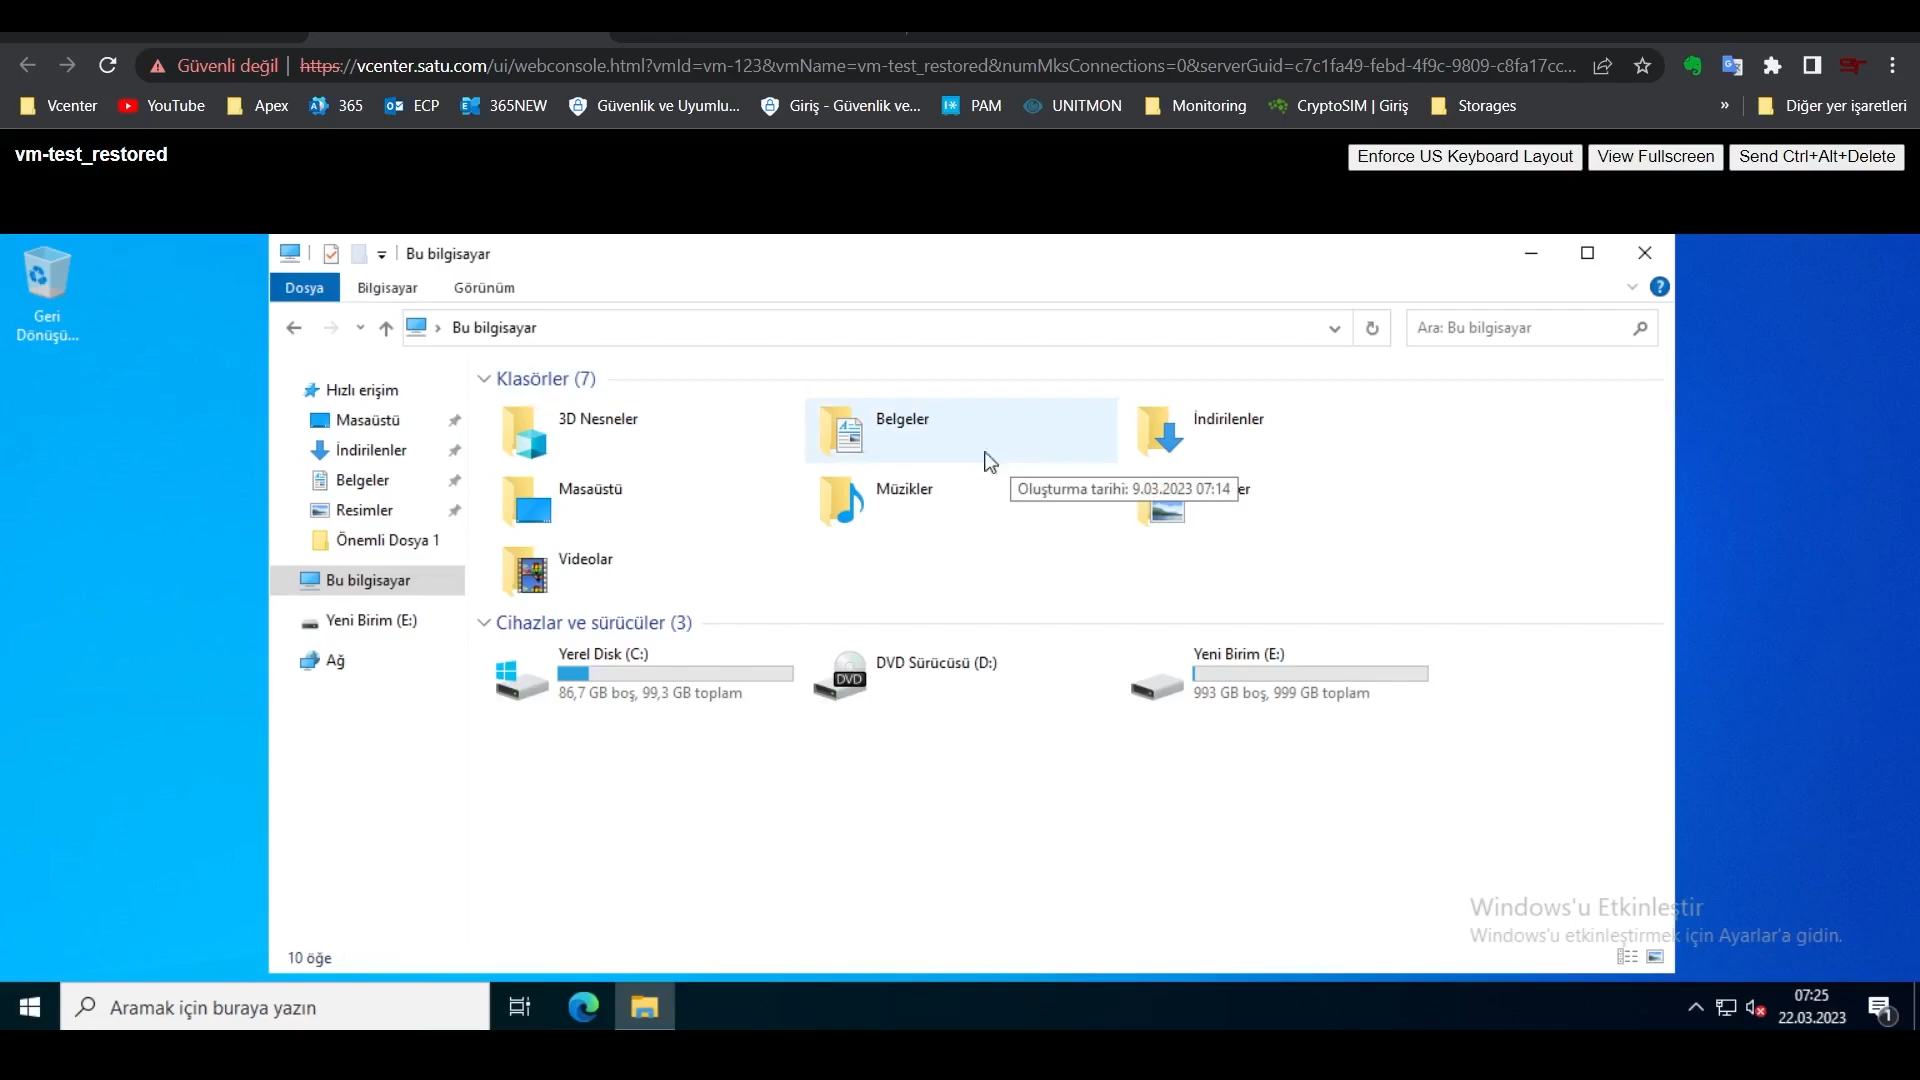 Güvenli değil
https://vcenter.satu.com/ui/webconsole.html?vmId=vm-123&vmName=vm-test_restored&numMksConnections=0&serverGuid=c7c1fa49-febd-4f9c-9809-c8fa17cc...
Vcenter YouTube Apex 365 ECP 365NEW Güvenlik ve Uyumlu... Giriş - Güvenlik ve... PAM UNITMON Monitoring CryptoSIM | Giriş Storages » Diğer yer işaretleri
vm-test_restored
Enforce US Keyboard Layout View Fullscreen Send Ctrl+Alt+Delete
Geri
Dönüşü...
Bu bilgisayar
Dosya Bilgisayar Görünüm
Bu bilgisayar
Ara: Bu bilgisayar
Hızlı erişim
Masaüstü
İndirilenler
Belgeler
Resimler
Önemli Dosya 1
Bu bilgisayar
Yeni Birim (E:)
Ağ
Klasörler (7)
3D Nesneler
Belgeler
İndirilenler
Masaüstü
Müzikler
Oluşturma tarihi: 9.03.2023 07:14
er
Videolar
Cihazlar ve sürücüler (3)
Yerel Disk (C:)
86,7 GB boş, 99,3 GB toplam
DVD
DVD Sürücüsü (D:)
Yeni Birim (E:)
993 GB boş, 999 GB toplam
Windows'u Etkinleştir
Windows'u etkinleştirmek için Ayarlar'a gidin.
10 öğe
Aramak için buraya yazın
07:25
22.03.2023
1